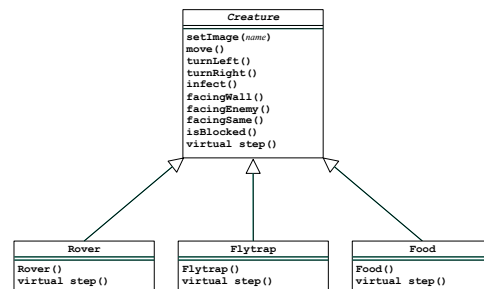 Creature
setImage(name)
move()
turnLeft()
turnRight()
infect()
facingWall()
facingEnemy()
facingSame()
isBlocked()
virtual step()
Rover
Rover()
virtual step()
Flytrap
Flytrap()
virtual step()
Food
Food()
virtual step()